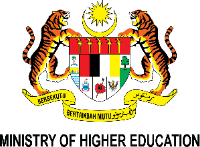 BERSEKUTU
BERTAMBAH MUTU
MINISTRY OF HIGHER EDUCATION